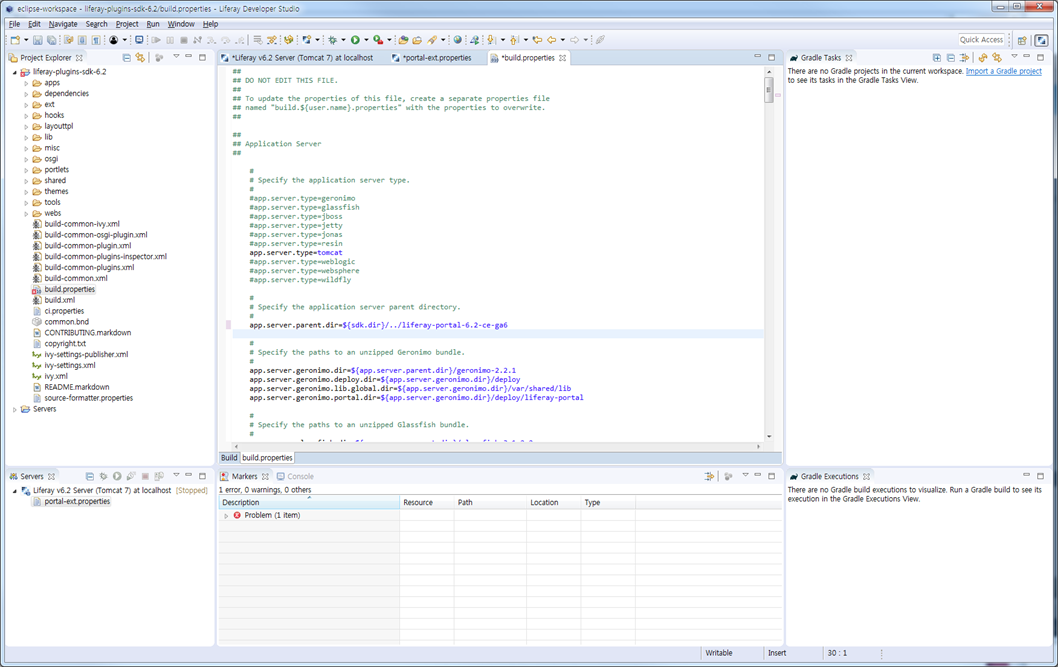 eclipse-workspace - liferay-plugins-sdk-6.2/build.properties - Liferay Developer Studio
File Edit Navigate Search Project Run Window Help
Quick Access
Project Explorer
liferay-plugins-sdk-6.2
apps
dependencies
ext
hooks
layouttpl
lib
misc
osgi
portlets
shared
themes
tools
webs
build-common-ivy.xml
build-common-osgi-plugin.xml
build-common-plugin.xml
build-common-plugins-inspector.xml
build-common-plugins.xml
build-common.xml
build.properties
build.xml
ci.properties
common.bnd
CONTRIBUTING.markdown
copyright.txt
ivy-settings-publisher.xml
ivy-settings.xml
ivy.xml
README.markdown
source-formatter.properties
Servers
*Liferay v6.2 Server (Tomcat 7) at localhost
*portal-ext.properties
*build.properties
##
## DO NOT EDIT THIS FILE.
##
## To update the properties of this file, create a separate properties file
## named "build.${user.name}.properties" with the properties to overwrite.
##
##
## Application Server
##
#
# Specify the application server type.
#
#app.server.type=geronimo
#app.server.type=glassfish
#app.server.type=jboss
#app.server.type=jetty
#app.server.type=jonas
#app.server.type=resin
app.server.type=tomcat
#app.server.type=weblogic
#app.server.type=websphere
#app.server.type=wildfly
#
# Specify the application server parent directory.
#
app.server.parent.dir=${sdk.dir}/../liferay-portal-6.2-ce-ga6
#
# Specify the paths to an unzipped Geronimo bundle.
#
app.server.geronimo.dir=${app.server.parent.dir}/geronimo-2.2.1
app.server.geronimo.deploy.dir=${app.server.geronimo.dir}/deploy
app.server.geronimo.lib.global.dir=${app.server.geronimo.dir}/var/shared/lib
app.server.geronimo.portal.dir=${app.server.geronimo.dir}/deploy/liferay-portal
#
# Specify the paths to an unzipped Glassfish bundle.
#
Build build.properties
Gradle Tasks
There are no Gradle projects in the current workspace. Import a Gradle project
to see its tasks in the Gradle Tasks View.
Servers
Liferay v6.2 Server (Tomcat 7) at localhost [Stopped]
portal-ext.properties
Markers Console
1 error, 0 warnings, 0 others
Description Resource Path Location Type
Problem (1 item)
Gradle Executions
There are no Gradle build executions to visualize. Run a Gradle build to see its
execution in the Gradle Executions View.
Writable Insert 30 : 1